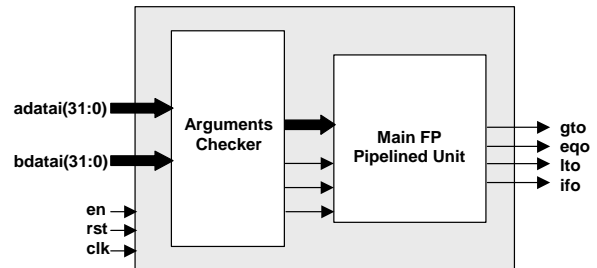 adatai(31:0)
bdatai(31:0)
en
rst
clk
Arguments
Checker
Main FP
Pipelined Unit
gto
eqo
lto
ifo